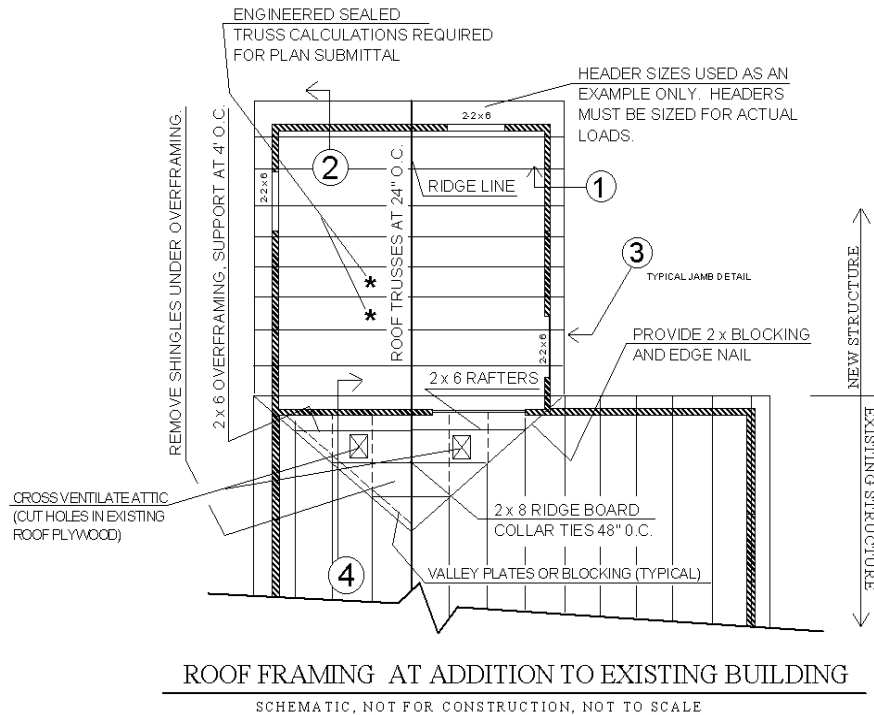 ENGINEERED SEALED
TRUSS CALCULATIONS REQUIRED
FOR PLAN SUBMITTAL
HEADER SIZES USED AS AN
EXAMPLE ONLY. HEADERS
MUST BE SIZED FOR ACTUAL
LOADS.
REMOVE SHINGLES UNDER OVERFRAMING.
2 x 6 OVERFRAMING, SUPPORT AT 4' O.C.
2-2 x 6
2
2-2 x 6
ROOF TRUSSES AT 24" O.C.
RIDGE LINE
1
3
TYPICAL JAMB DETAIL
* 
*
2-2 x 6
PROVIDE 2 x BLOCKING
AND EDGE NAIL
NEW STRUCTURE
EXISTING STRUCTURE
2 x 6 RAFTERS
CROSS VENTILATE ATTIC
(CUT HOLES IN EXISTING
ROOF PLYWOOD)
2 x 8 RIDGE BOARD
COLLAR TIES 48" O.C.
4
VALLEY PLATES OR BLOCKING (TYPICAL)
ROOF FRAMING AT ADDITION TO EXISTING BUILDING
SCHEMATIC, NOT FOR CONSTRUCTION, NOT TO SCALE